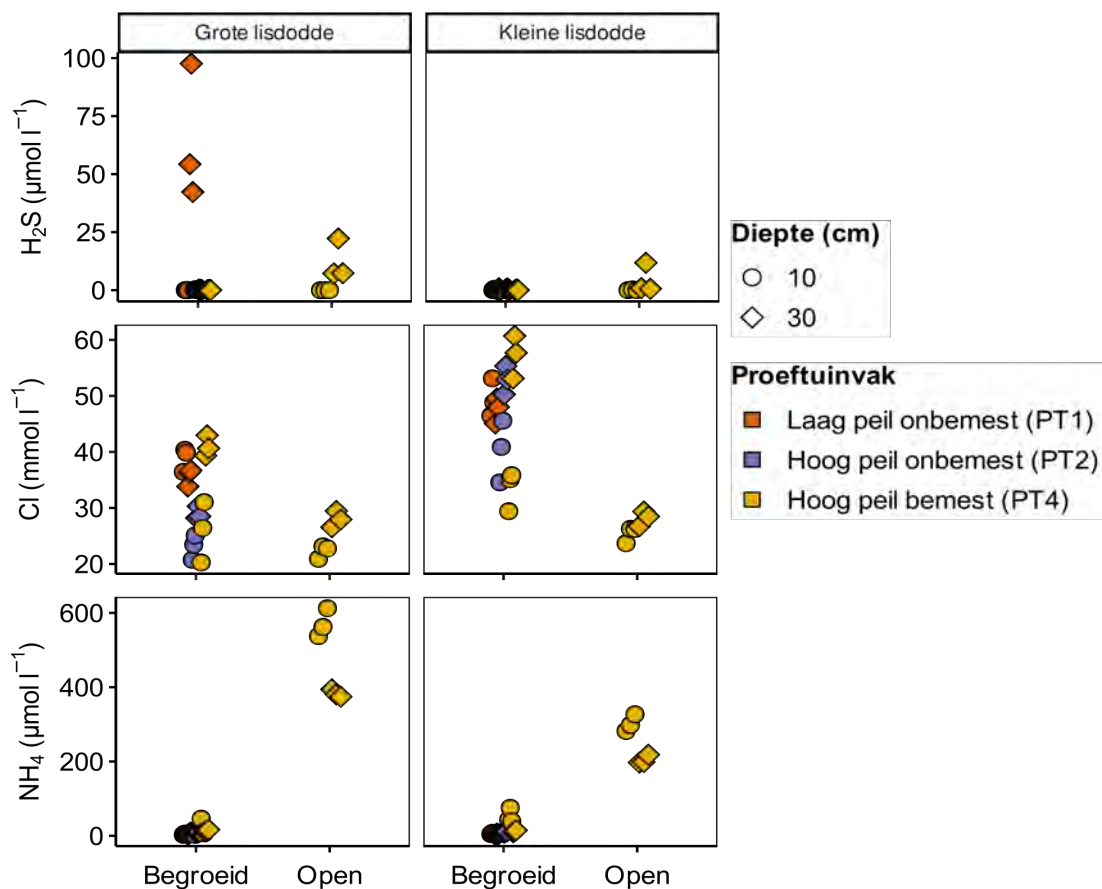 Grote lisdodde
Kleine lisdodde
H₂S (µmol l⁻¹)
100
75
50
25
0
Cl (mmol l⁻¹)
60
50
40
30
20
NH₄ (µmol l⁻¹)
600
400
200
0
Begroeid
Open
Begroeid
Open
Diepte (cm)
10
30
Proeftuinvak
Laag peil onbemest (PT1)
Hoog peil onbemest (PT2)
Hoog peil bemest (PT4)